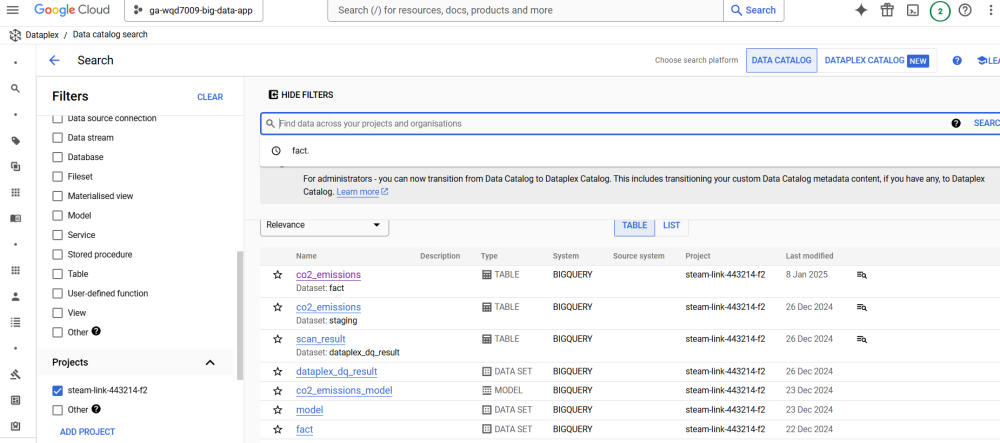 Google Cloud
ga-wqd7009-big-data-app
Search (/) for resources, docs, products and more
Search
2
Dataplex / Data catalog search
Search
Choose search platform
DATA CATALOG
DATAPLEX CATALOG NEW
LEA
Filters
CLEAR
Data source connection
Data stream
Database
Fileset
Materialised view
Model
Service
Stored procedure
Table
User-defined function
View
Other
Projects
steam-link-443214-f2
Other
ADD PROJECT
HIDE FILTERS
Find data across your projects and organisations
SEARC
fact.
For administrators - you can now transition from Data Catalog to Dataplex Catalog. This includes transitioning your custom Data Catalog metadata content, if you have any, to Dataplex
Catalog. Learn more
Relevance
TABLE LIST
Name Description Type System Source system Project Last modified
co2_emissions TABLE BIGQUERY steam-link-443214-f2 8 Jan 2025
Dataset: fact
co2_emissions TABLE BIGQUERY steam-link-443214-f2 26 Dec 2024
Dataset: staging
scan_result TABLE BIGQUERY steam-link-443214-f2 26 Dec 2024
Dataset: dataplex_dq_result
dataplex_dq_result DATA SET BIGQUERY steam-link-443214-f2 26 Dec 2024
co2_emissions_model MODEL BIGQUERY steam-link-443214-f2 23 Dec 2024
model DATA SET BIGQUERY steam-link-443214-f2 23 Dec 2024
fact DATA SET BIGQUERY steam-link-443214-f2 22 Dec 2024